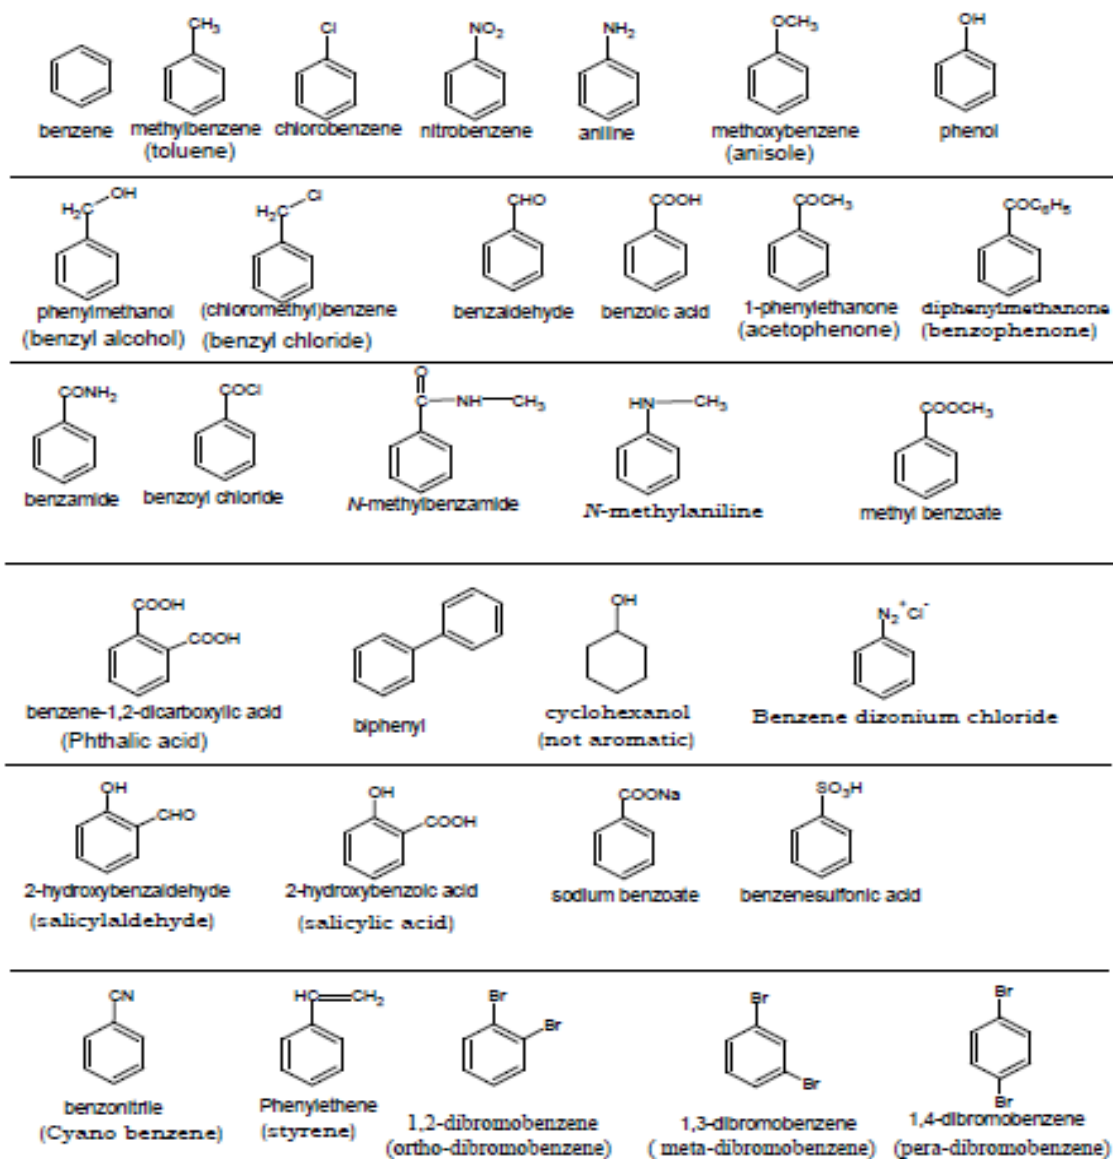 CH₃ Cl NO₂ NH₂ OCH₃ OH
benzene methylbenzene chlorobenzene nitrobenzene aniline methoxybenzene phenol
(toluene) (anisole)
H₂C OH H₂C Cl CHO COOH COCH₃ COC₆H₅
phenylmethanol (chloromethyl)benzene benzaldehyde benzoic acid 1-phenylethanone diphenylmethanone
(benzyl alcohol) (benzyl chloride) (acetophenone) (benzophenone)
CONH₂ COCl O C NH CH₃ HN CH₃ COOCH₃
benzamide benzoyl chloride N-methylbenzamide N-methylaniline methyl benzoate
COOH COOH OH N₂⁺Cl⁻
benzene-1,2-dicarboxylic acid biphenyl cyclohexanol Benzene dizonium chloride
(Phthalic acid) (not aromatic)
OH CHO OH COOH COONa SO₃H
2-hydroxybenzaldehyde 2-hydroxybenzoic acid sodium benzoate benzenesulfonic acid
(salicylaldehyde) (salicylic acid)
CN HC CH₂ Br Br Br Br Br Br
benzonitrile Phenylethene 1,2-dibromobenzene 1,3-dibromobenzene 1,4-dibromobenzene
(Cyano benzene) (styrene) (ortho-dibromobenzene) ( meta-dibromobenzene) (pera-dibromobenzene)